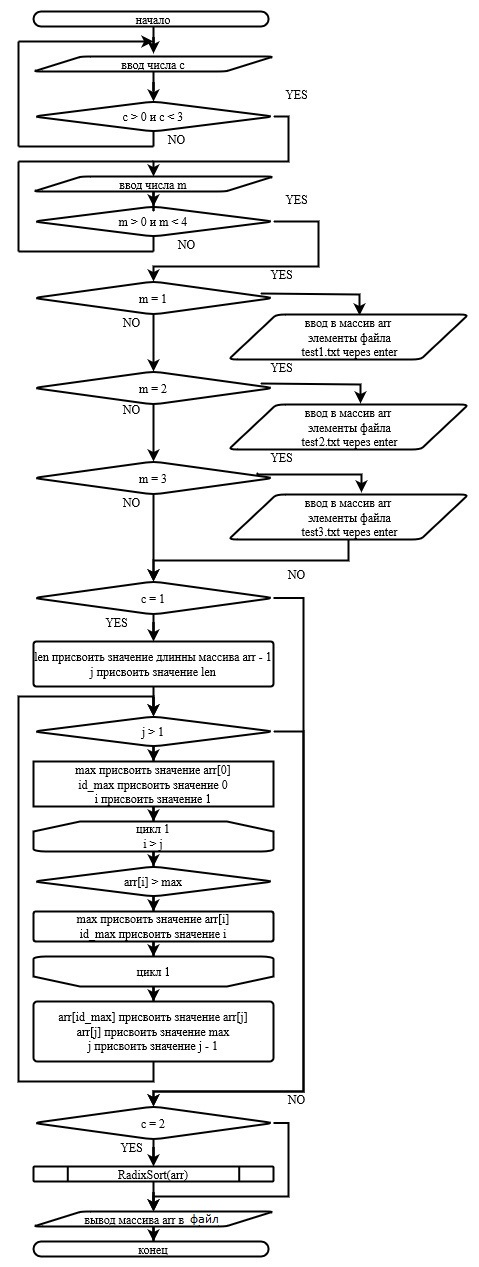 начало
ввод числа c
YES
c > 0 и c < 3
NO
ввод числа m
YES
m > 0 и m < 4
NO
YES
m = 1
NO
ввод в массив arr
элементы файла
test1.txt через enter
YES
m = 2
NO
ввод в массив arr
элементы файла
test2.txt через enter
YES
m = 3
NO
ввод в массив arr
элементы файла
test3.txt через enter
NO
c = 1
YES
len присвоить значение длинны массива arr - 1
j присвоить значение len
j > 1
max присвоить значение arr[0]
id_max присвоить значение 0
i присвоить значение 1
цикл 1
i > j
arr[i] > max
max присвоить значение arr[i]
id_max присвоить значение i
цикл 1
arr[id_max] присвоить значение arr[j]
arr[j] присвоить значение max
j присвоить значение j - 1
NO
c = 2
YES
RadixSort(arr)
вывод массива arr в файл
конец